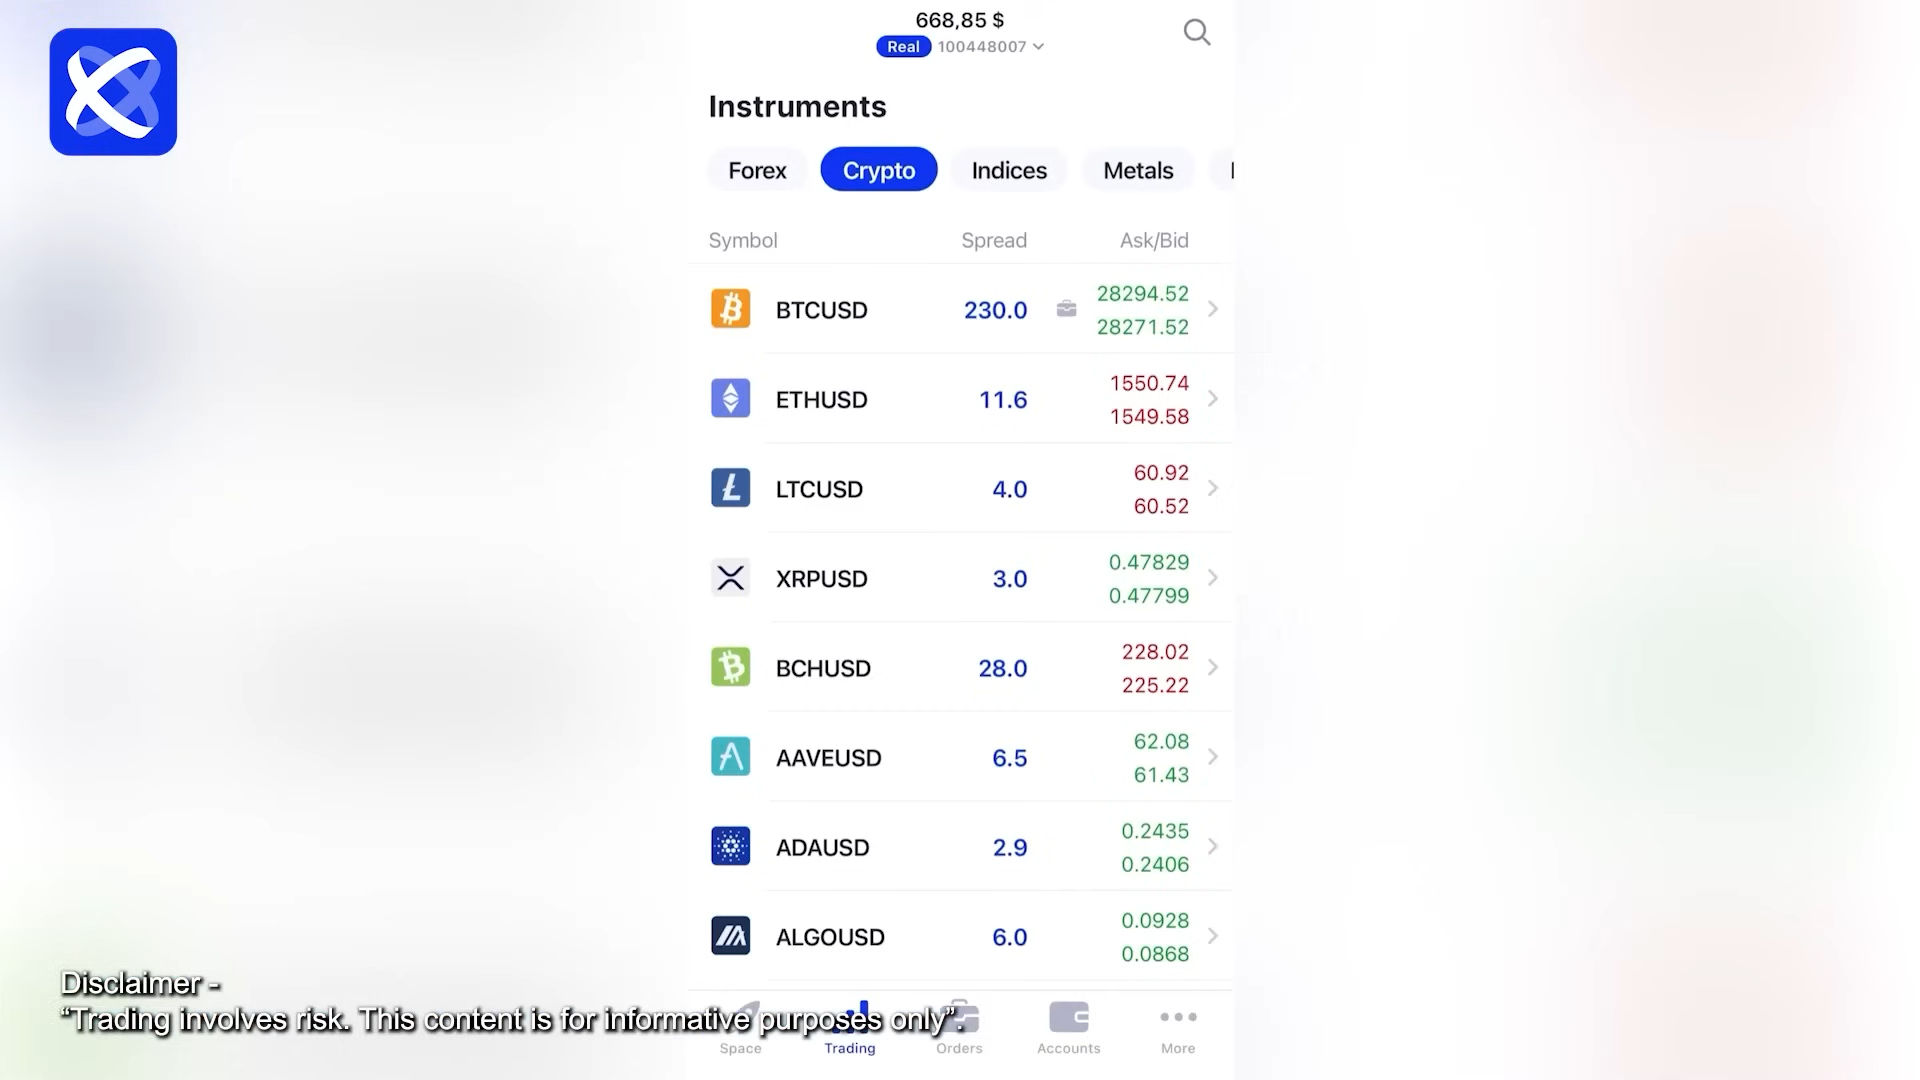 668,85 $
Real 100448007
Instruments
Forex Crypto Indices Metals
Symbol Spread Ask/Bid
BTCUSD 230.0 28294.52
28271.52
ETHUSD 11.6 1550.74
1549.58
LTCUSD 4.0 60.92
60.52
XRPUSD 3.0 0.47829
0.47799
BCHUSD 28.0 228.02
225.22
AAVEUSD 6.5 62.08
61.43
ADAUSD 2.9 0.2435
0.2406
ALGOUSD 6.0 0.0928
0.0868
Disclaimer -
“Trading involves risk. This content is for informative purposes only”.
Space Trading Orders Accounts More